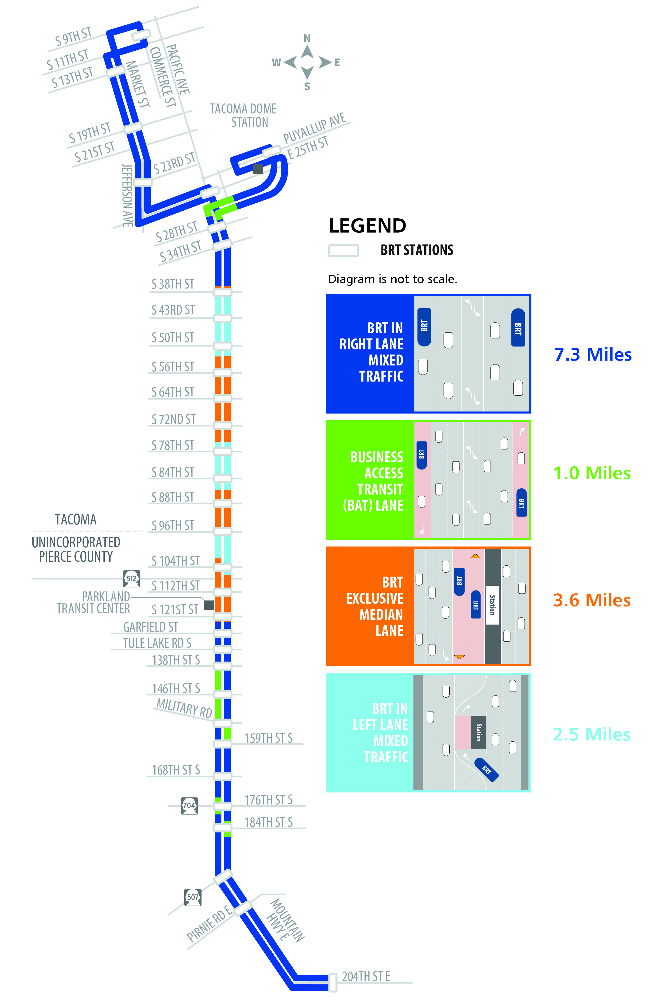 S 9TH ST
S 11TH ST
S 13TH ST
MARKET ST
COMMERCE ST
PACIFIC AVE
N
W
E
S
TACOMA DOME
STATION
PUYALLUP AVE
E 25TH ST
S 19TH ST
S 21ST ST
S 23RD ST
JEFFERSON AVE
S 28TH ST
S 34TH ST
S 38TH ST
S 43RD ST
S 50TH ST
S 56TH ST
S 64TH ST
S 72ND ST
S 78TH ST
S 84TH ST
S 88TH ST
TACOMA
S 96TH ST
UNINCORPORATED
PIERCE COUNTY
S 104TH ST
512
S 112TH ST
PARKLAND
TRANSIT CENTER
S 121ST ST
GARFIELD ST
TULE LAKE RD S
138TH ST S
146TH ST S
MILITARY RD
159TH ST S
168TH ST S
176TH ST S
704
184TH ST S
507
PIRNIE RD E
MOUNTAIN
HWY E
204TH ST E
LEGEND
BRT STATIONS
Diagram is not to scale.
BRT IN
RIGHT LANE
MIXED
TRAFFIC
BRT
BRT
7.3 Miles
BUSINESS
ACCESS
TRANSIT
(BAT) LANE
BRT
BRT
1.0 Miles
BRT
EXCLUSIVE
MEDIAN
LANE
BRT
BRT
Station
3.6 Miles
BRT IN
LEFT LANE
MIXED
TRAFFIC
Station
BRT
2.5 Miles